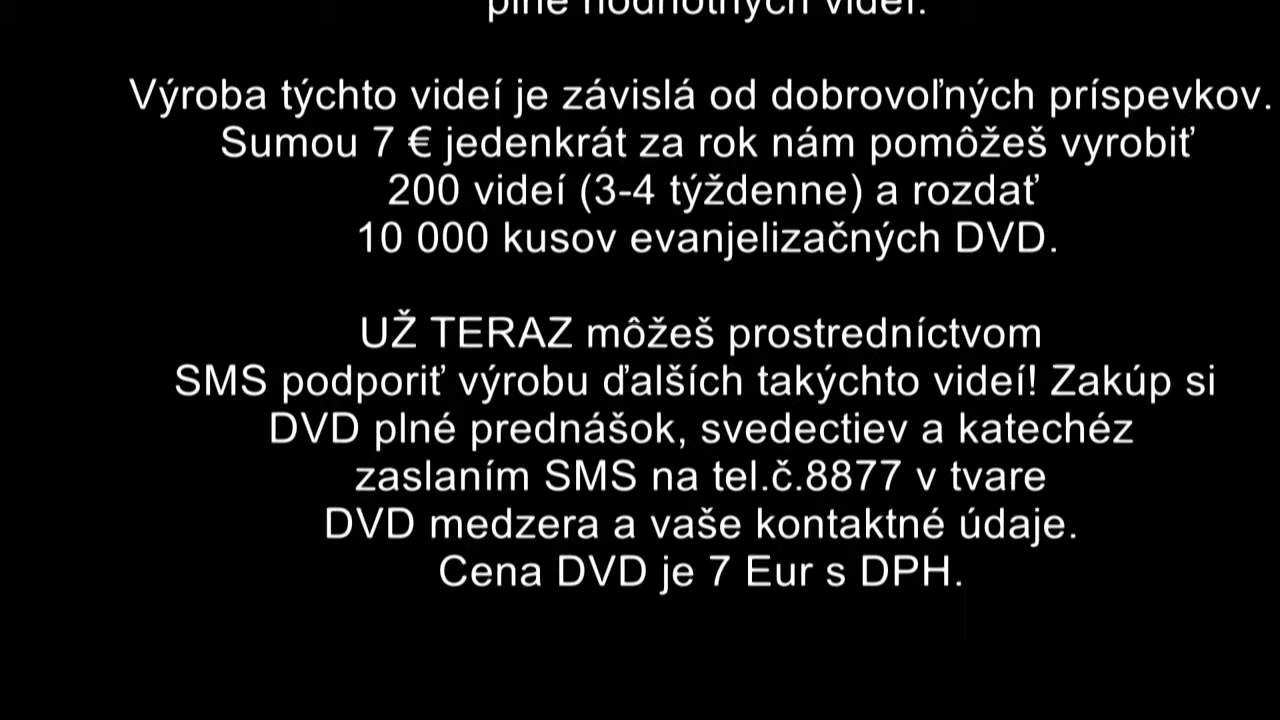 plné hodnotných videí.
Výroba týchto videí je závislá od dobrovoľných príspevkov.
Sumou 7 € jedenkrát za rok nám pomôžeš vyrobiť
200 videí (3-4 týždenne) a rozdať
10 000 kusov evanjelizačných DVD.
UŽ TERAZ môžeš prostredníctvom
SMS podporiť výrobu ďalších takýchto videí! Zakúp si
DVD plné prednášok, svedectiev a katechéz
zaslaním SMS na tel.č.8877 v tvare
DVD medzera a vaše kontaktné údaje.
Cena DVD je 7 Eur s DPH.